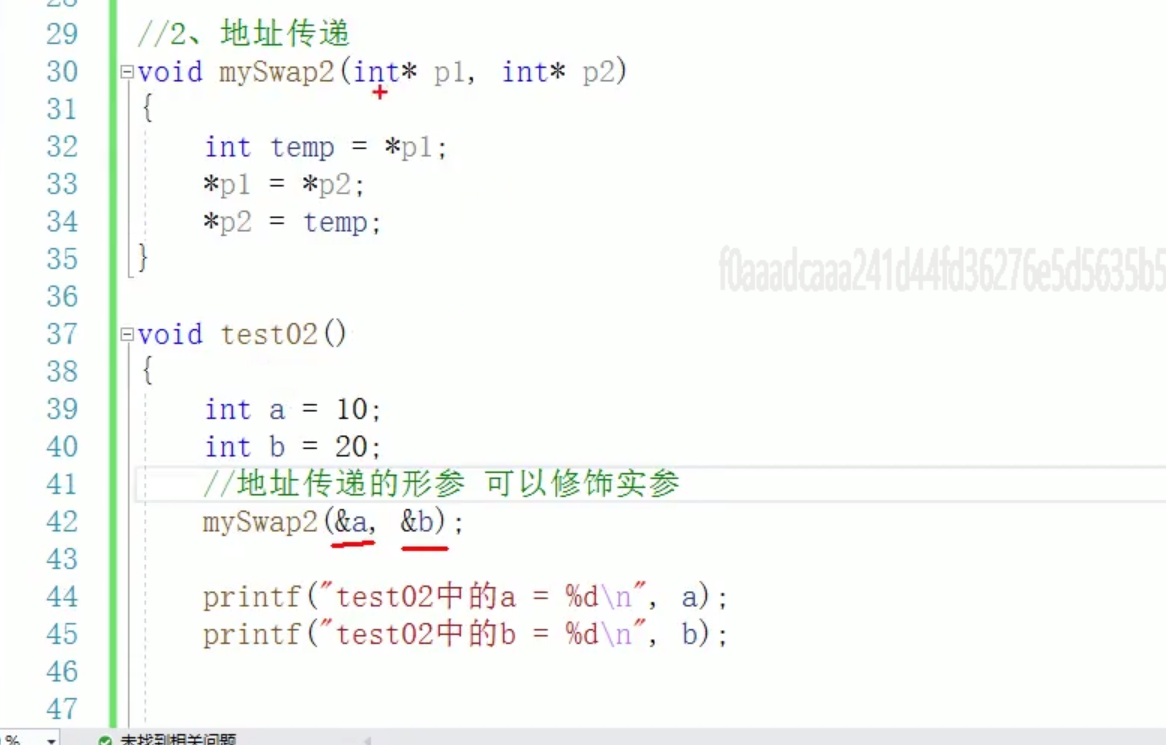 29 //2、地址传递
30 void mySwap2(int* p1, int* p2)
31 {
32 int temp = *p1;
33 *p1 = *p2;
34 *p2 = temp;
35 }
36
37 void test02()
38 {
39 int a = 10;
40 int b = 20;
41 //地址传递的形参 可以修饰实参
42 mySwap2(&a, &b);
43
44 printf("test02中的a = %d\n", a);
45 printf("test02中的b = %d\n", b);
46
47
f0aaadcaaa241d44fd36276e5d5635b5
% 未找到相关问题